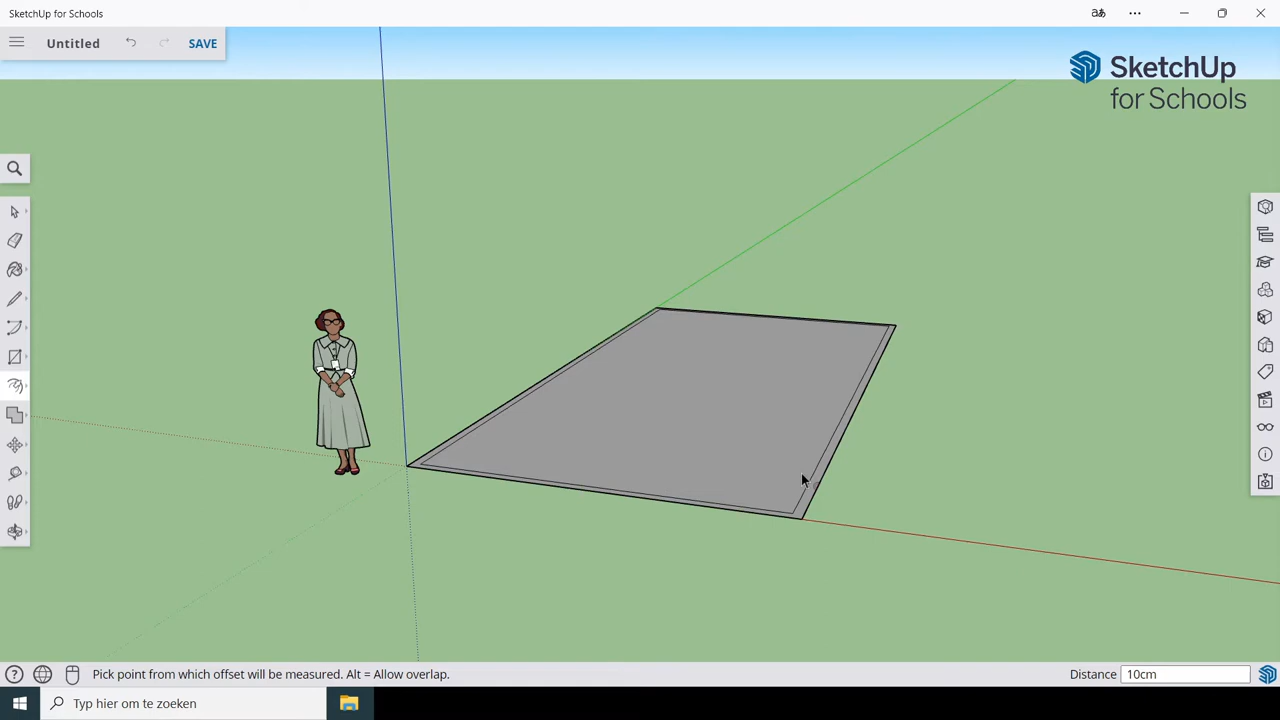 SketchUp for Schools
Untitled
SAVE
SketchUp
for Schools
Pick point from which offset will be measured. Alt = Allow overlap.
Distance
10cm
Typ hier om te zoeken